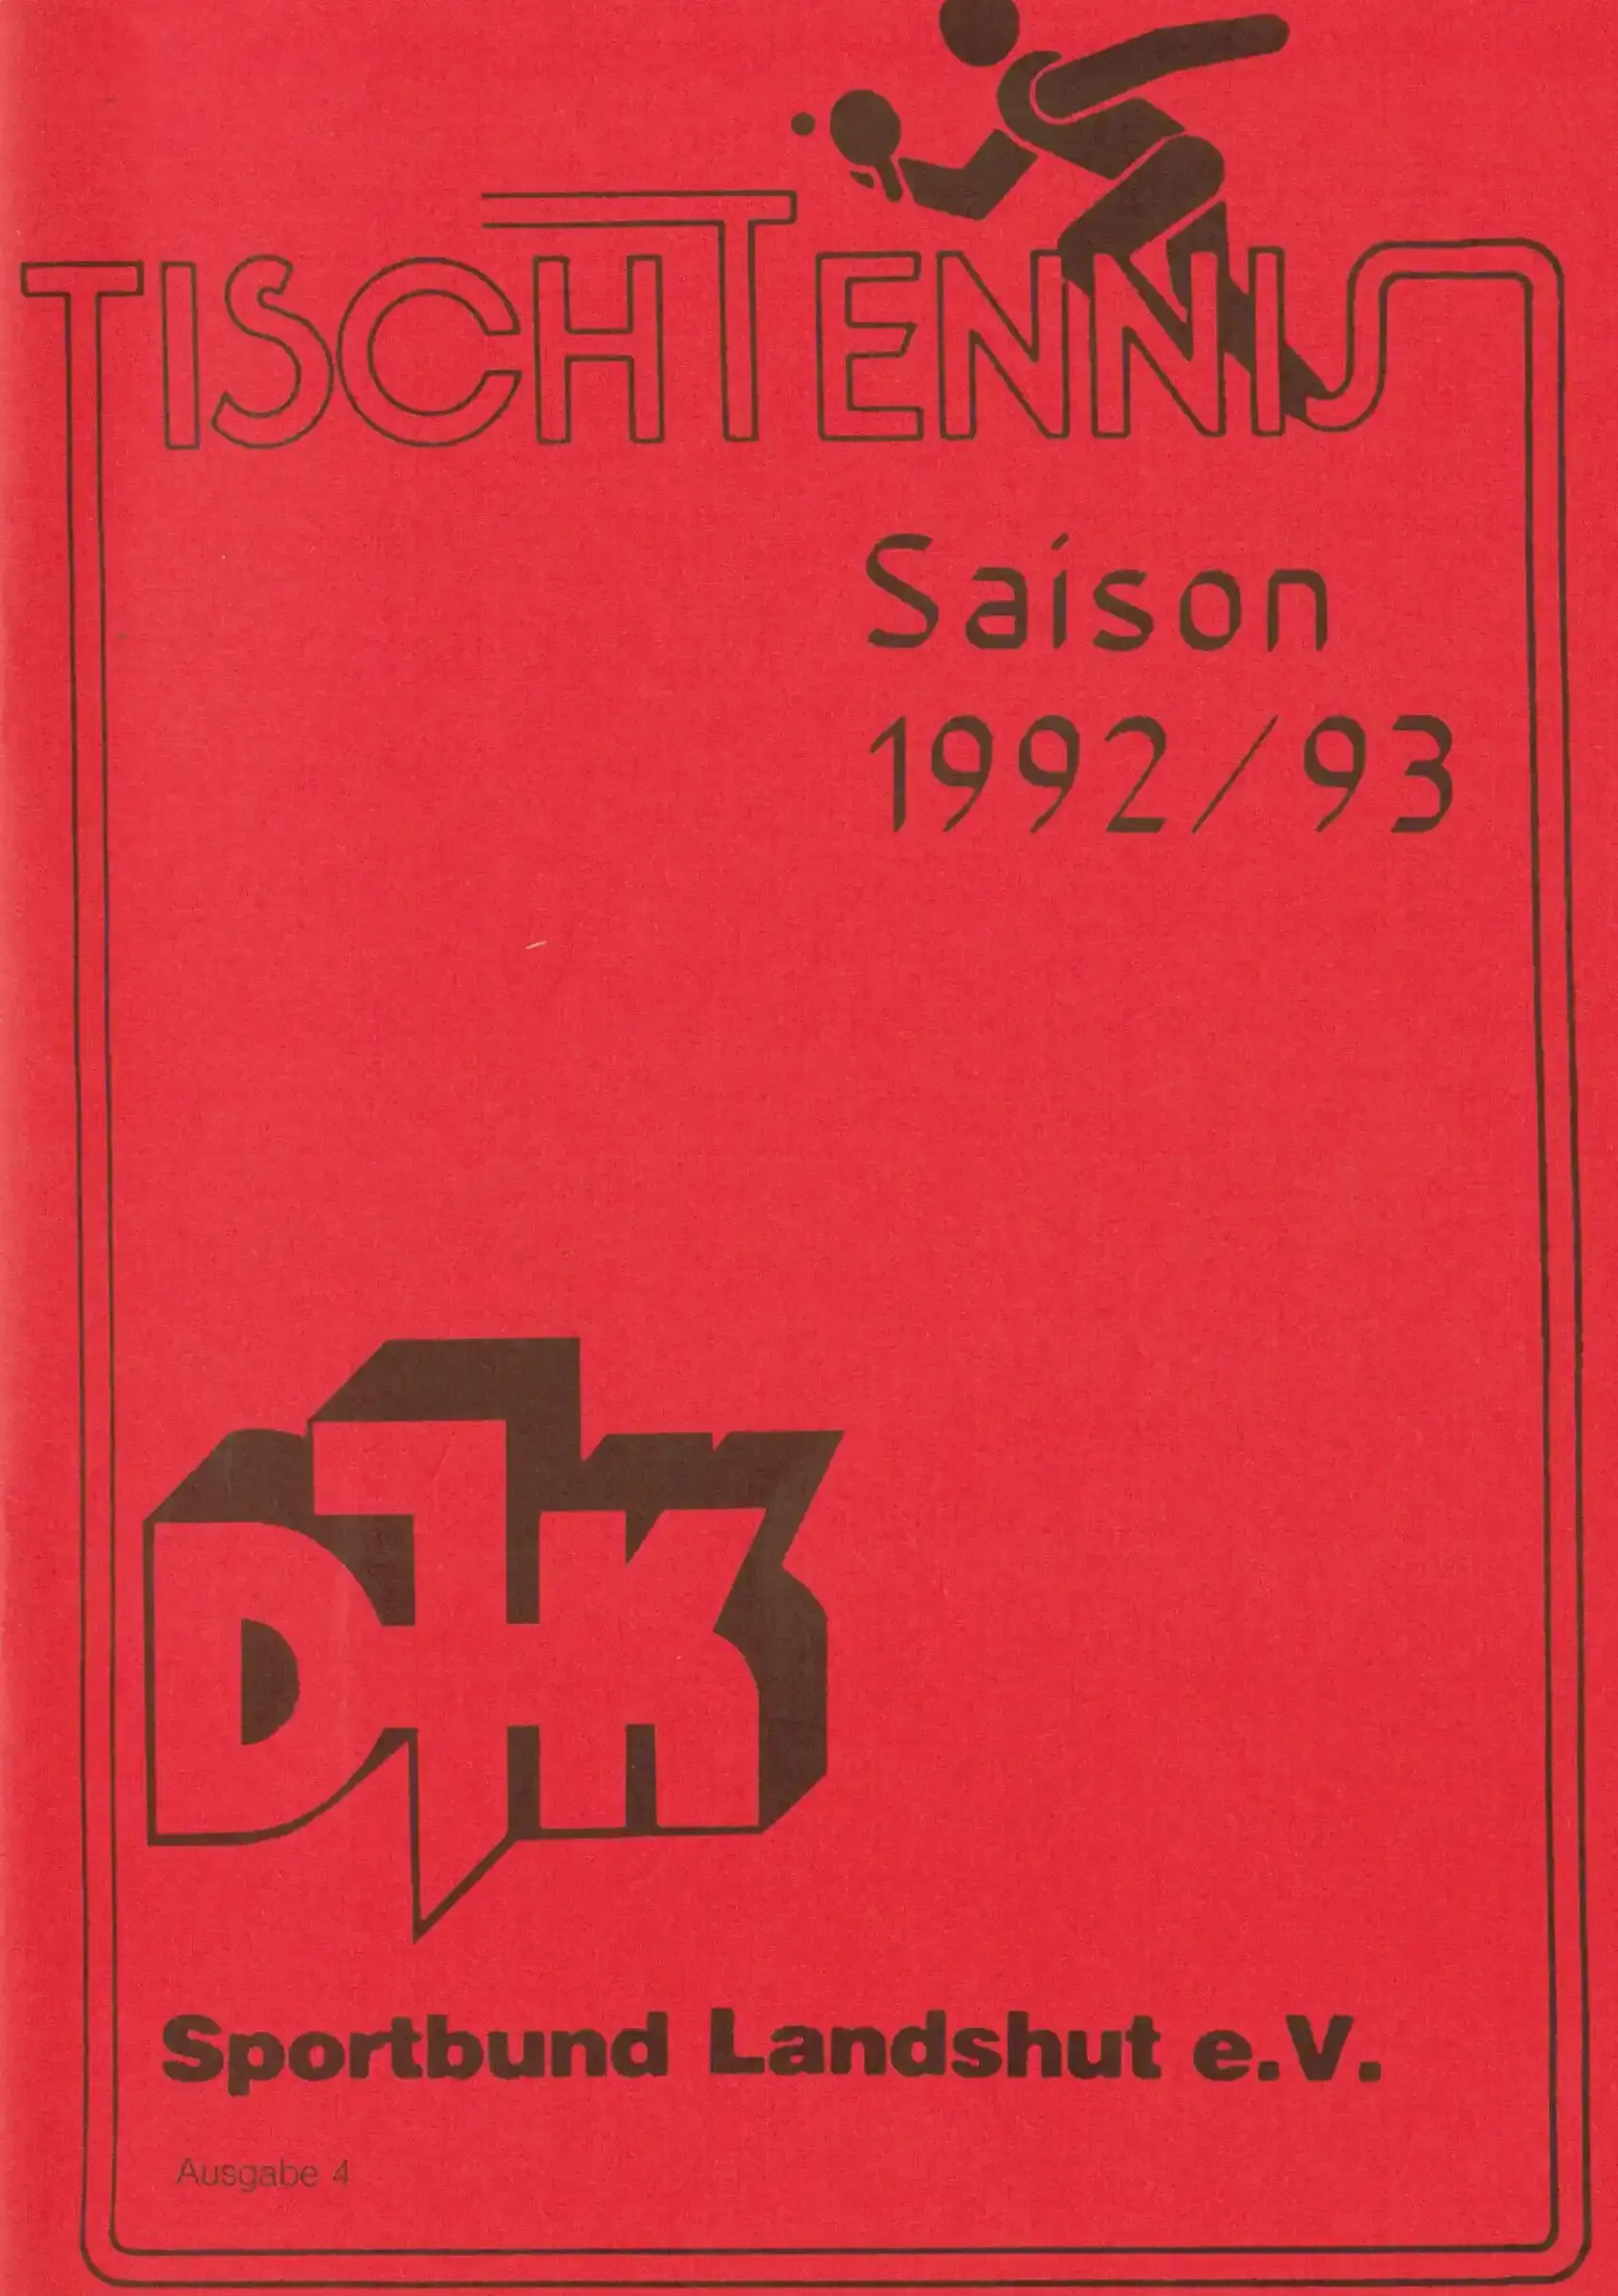 TISCHTENNIS
Saison
1992/93
DJK
Sportbund Landshut e.V.
Ausgabe 4